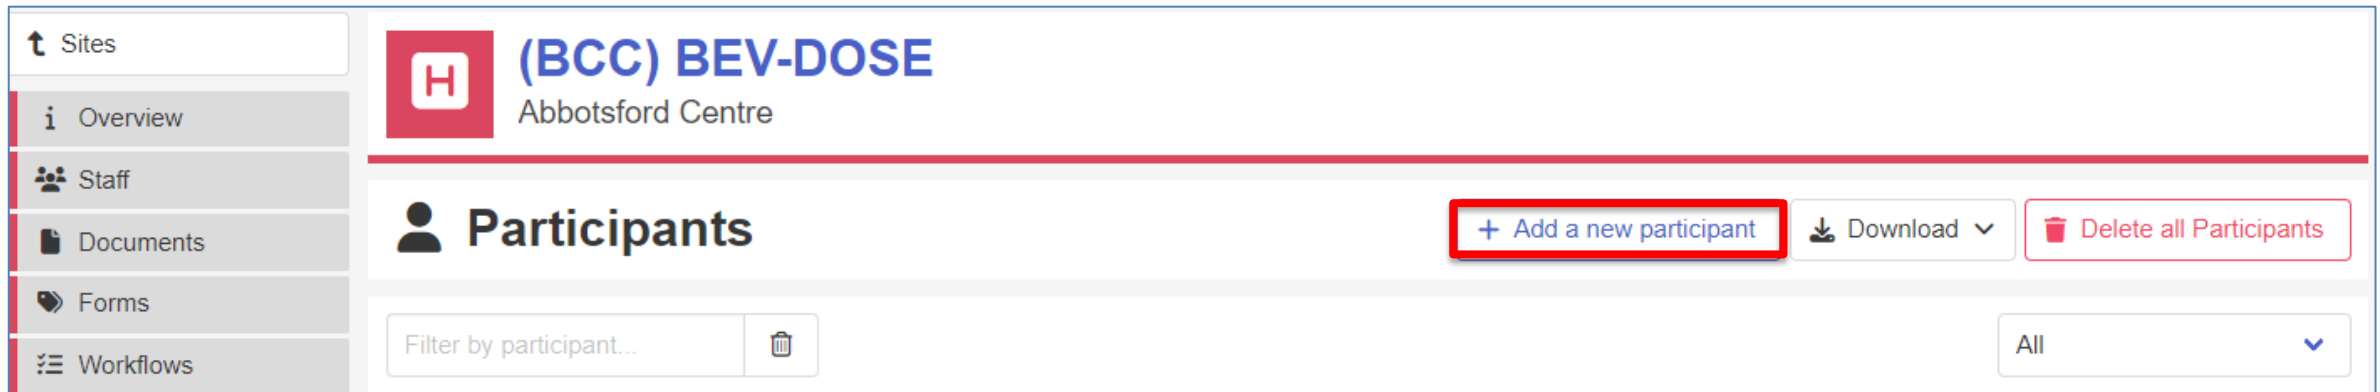 Sites
Overview
Staff
Documents
Forms
Workflows
H
(BCC) BEV-DOSE
Abbotsford Centre
Participants
+ Add a new participant
Download
Delete all Participants
Filter by participant...
All